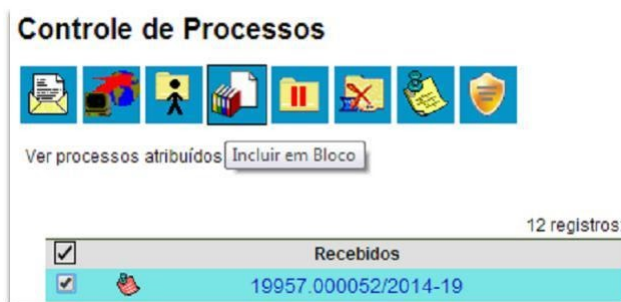 Controle de Processos
Ver processos atribuídos Incluir em Bloco
12 registros
Recebidos
19957.000052/2014-19